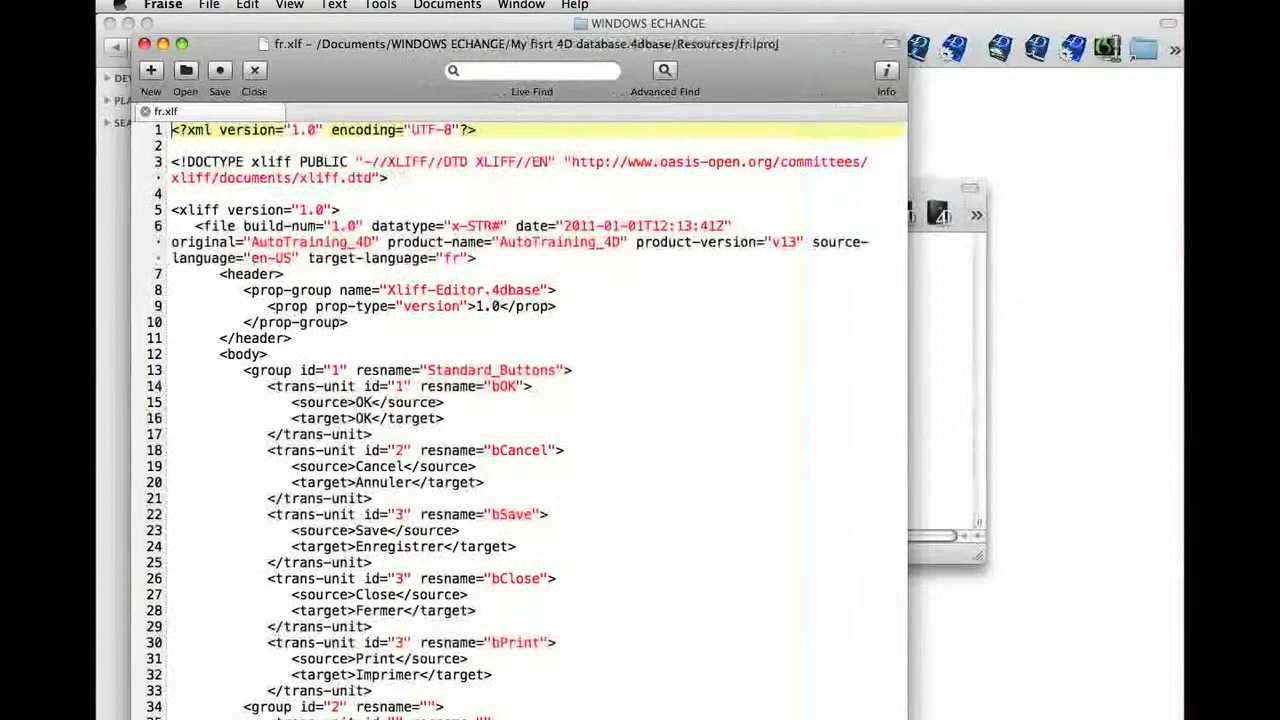 Fraise File Edit View Text Tools Documents Window Help
WINDOWS ECHANGE
fr.xlf - /Documents/WINDOWS ECHANGE/My fisrt 4D database.4dbase/Resources/fr.lproj
New Open Save Close Live Find Advanced Find Info
fr.xlf
1 <?xml version="1.0" encoding="UTF-8"?>
2
3 <!DOCTYPE xliff PUBLIC "-//XLIFF//DTD XLIFF//EN" "http://www.oasis-open.org/committees/
xliff/documents/xliff.dtd">
4
5 <xliff version="1.0">
6 <file build-num="1.0" datatype="x-STR#" date="2011-01-01T12:13:41Z"
original="AutoTraining_4D" product-name="AutoTraining_4D" product-version="v13" source-
language="en-US" target-language="fr">
7 <header>
8 <prop-group name="Xliff-Editor.4dbase">
9 <prop prop-type="version">1.0</prop>
10 </prop-group>
11 </header>
12 <body>
13 <group id="1" resname="Standard_Buttons">
14 <trans-unit id="1" resname="bOK">
15 <source>OK</source>
16 <target>OK</target>
17 </trans-unit>
18 <trans-unit id="2" resname="bCancel">
19 <source>Cancel</source>
20 <target>Annuler</target>
21 </trans-unit>
22 <trans-unit id="3" resname="bSave">
23 <source>Save</source>
24 <target>Enregistrer</target>
25 </trans-unit>
26 <trans-unit id="3" resname="bClose">
27 <source>Close</source>
28 <target>Fermer</target>
29 </trans-unit>
30 <trans-unit id="3" resname="bPrint">
31 <source>Print</source>
32 <target>Imprimer</target>
33 </trans-unit>
34 <group id="2" resname="">